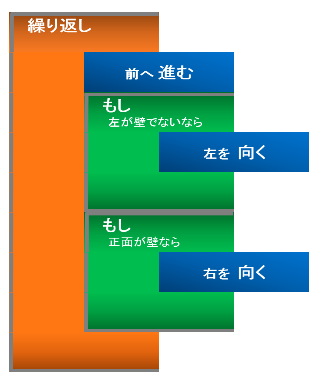 繰り返し
前へ 進む
もし
左が壁でないなら
左を 向く
もし
正面が壁なら
右を 向く